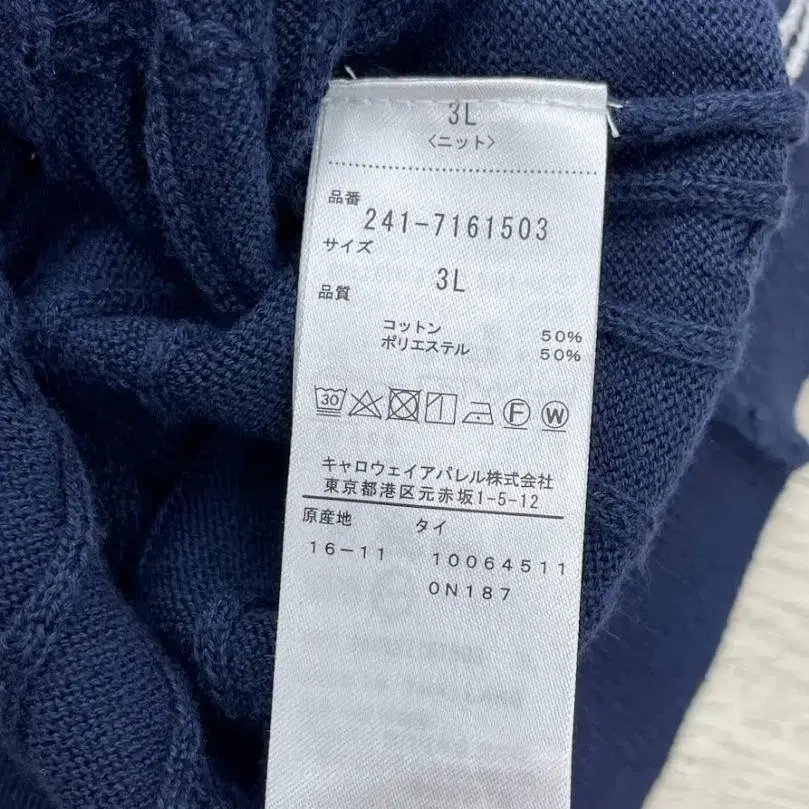 3L
〈ニット〉
品番
241-7161503
サイズ
3L
品質
コットン 50%
ポリエステル 50%
30 F W
キャロウェイアパレル株式会社
東京都港区元赤坂1-5-12
原産地 タイ
16-11 10064511
0N187